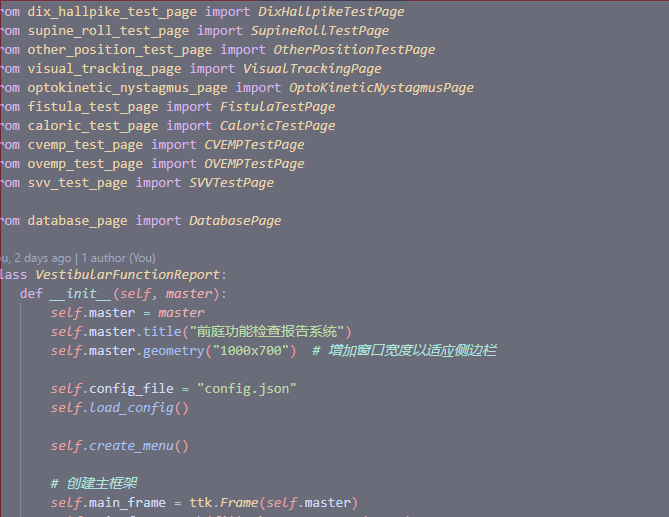 rom dix_hallpike_test_page import DixHallpikeTestPage
rom supine_roll_test_page import SupineRollTestPage
rom other_position_test_page import OtherPositionTestPage
rom visual_tracking_page import VisualTrackingPage
rom optokinetic_nystagmus_page import OptoKineticNystagmusPage
rom fistula_test_page import FistulaTestPage
rom caloric_test_page import CaloricTestPage
rom cvemp_test_page import CVEMPTestPage
rom ovemp_test_page import OVEMPTestPage
rom svv_test_page import SVVTestPage
rom database_page import DatabasePage
ou, 2 days ago | 1 author (You)
lass VestibularFunctionReport:
def __init__(self, master):
self.master = master
self.master.title("前庭功能检查报告系统")
self.master.geometry("1000x700") # 增加窗口宽度以适应侧边栏
self.config_file = "config.json"
self.load_config()
self.create_menu()
# 创建主框架
self.main_frame = ttk.Frame(self.master)